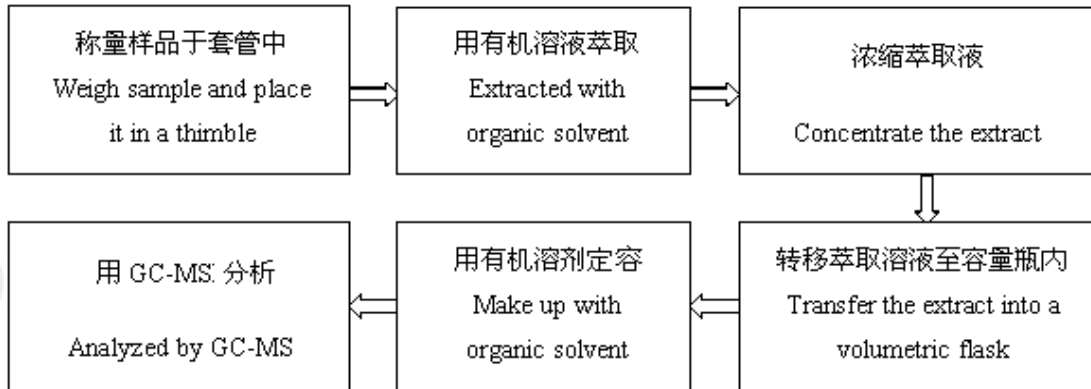 称量样品于套管中
Weigh sample and place
it in a thimble
用有机溶液萃取
Extracted with
organic solvent
浓缩萃取液
Concentrate the extract
转移萃取溶液至容量瓶内
Transfer the extract into a
volumetric flask
用有机溶剂定容
Make up with
organic solvent
用 GC-MS 分析
Analyzed by GC-MS